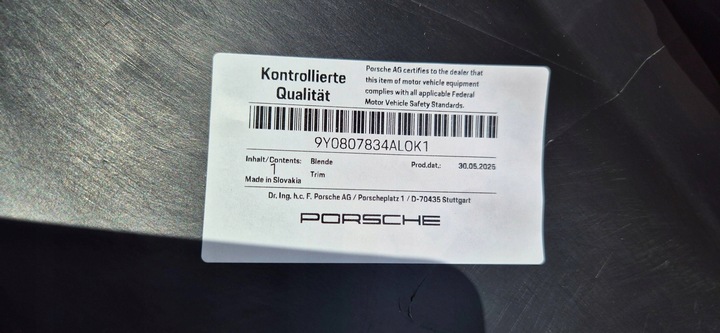 Kontrollierte
Qualität
Porsche AG certifies to the dealer that
this item of motor vehicle equipment
complies with all applicable Federal
Motor Vehicle Safety Standards.
9Y0807834ALOK1
Inhalt/Contents: Blende Prod.dat.: 30.05.2025
1 Trim
Made in Slovakia
Dr. Ing. h.c. F. Porsche AG / Porscheplatz 1 / D-70435 Stuttgart
PORSCHE